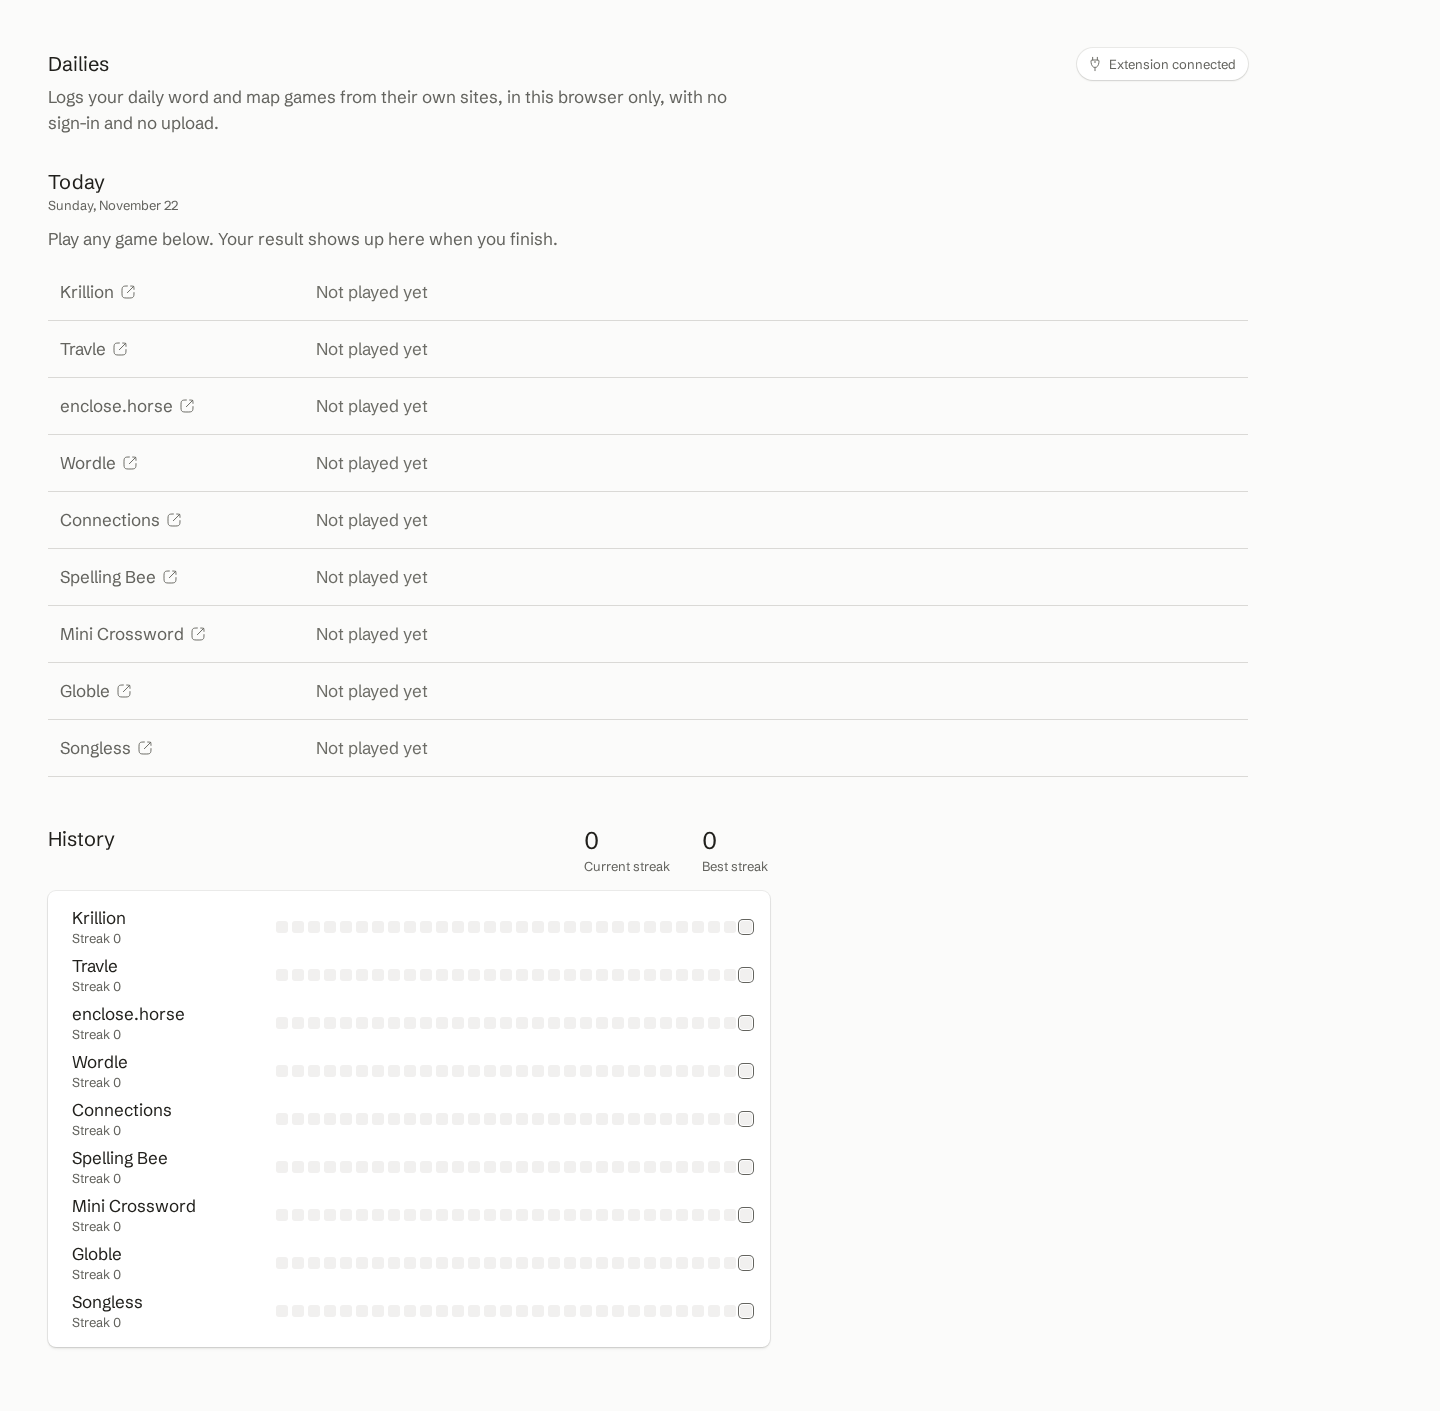 Dailies
Extension connected
Logs your daily word and map games from their own sites, in this browser only, with no
sign-in and no upload.
Today
Sunday, November 22
Play any game below. Your result shows up here when you finish.
Krillion Not played yet
Travle Not played yet
enclose.horse Not played yet
Wordle Not played yet
Connections Not played yet
Spelling Bee Not played yet
Mini Crossword Not played yet
Globle Not played yet
Songless Not played yet
History
0 0
Current streak Best streak
Krillion
Streak 0
Travle
Streak 0
enclose.horse
Streak 0
Wordle
Streak 0
Connections
Streak 0
Spelling Bee
Streak 0
Mini Crossword
Streak 0
Globle
Streak 0
Songless
Streak 0